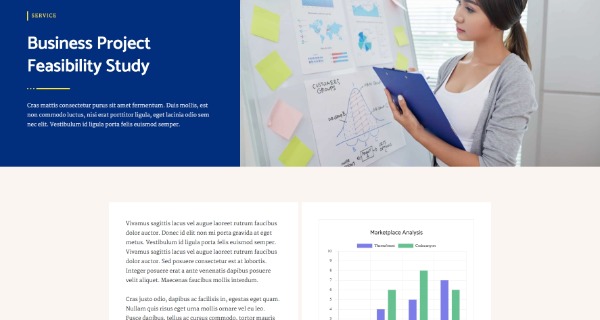 SERVICE
Business Project
Feasibility Study
Cras mattis consectetur purus sit amet fermentum. Duis mollis, est
non commodo luctus, nisi erat porttitor ligula, eget lacinia odio sem
nec elit. Vestibulum id ligula porta felis euismod semper.
CUSTOMER
GROUPS
Vivamus sagittis lacus vel augue laoreet rutrum faucibus
dolor auctor. Donec id elit non mi porta gravida at eget
metus. Vestibulum id ligula porta felis euismod semper.
Vivamus sagittis lacus vel augue laoreet rutrum faucibus
dolor auctor. Sed posuere consectetur est at lobortis.
Integer posuere erat a ante venenatis dapibus posuere
velit aliquet. Maecenas faucibus mollis interdum.
Cras justo odio, dapibus ac facilisis in, egestas eget quam.
Nullam quis risus eget urna mollis ornare vel eu leo.
Fusce dapibus, tellus ac cursus commodo, tortor mauris
Marketplace Analysis
10
9
8
7
6
5
4
3